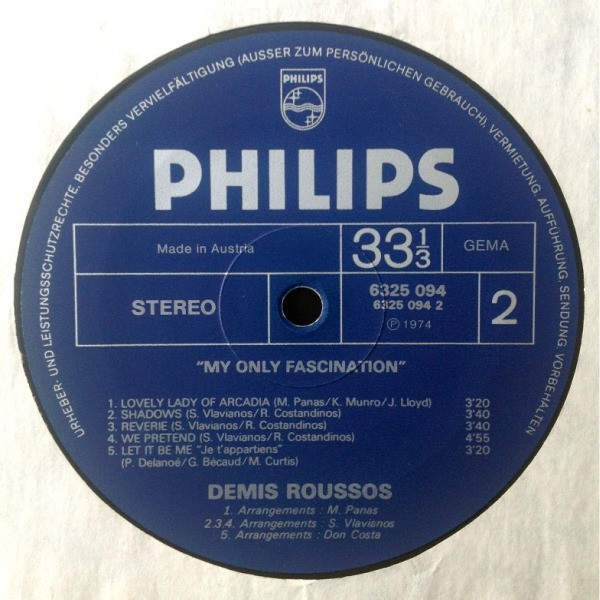 URHEBER- UND LEISTUNGSSCHUTZRECHTE, BESONDERS VERVIELFÄLTIGUNG (AUSSER ZUM PERSÖNLICHEN GEBRAUCH), VERMIETUNG, AUFFÜHRUNG, SENDUNG, VORBEHALTEN
PHILIPS
PHILIPS
Made in Austria
33 1/3
GEMA
STEREO
6325 094
6325 094 2
℗ 1974
2
"MY ONLY FASCINATION"
1. LOVELY LADY OF ARCADIA (M. Panas/K. Munro/J. Lloyd) 3'20
2. SHADOWS (S. Vlavianos/R. Costandinos) 3'40
3. REVERIE (S. Vlavianos/R. Costandinos) 3'40
4. WE PRETEND (S. Vlavianos/R. Costandinos) 4'55
5. LET IT BE ME "Je t'appartiens" 3'20
(P. Delanoé/G. Bécaud/M. Curtis)
DEMIS ROUSSOS
1. Arrangements : M. Panas
2.3.4. Arrangements : S. Vlavianos
5. Arrangements : Don Costa